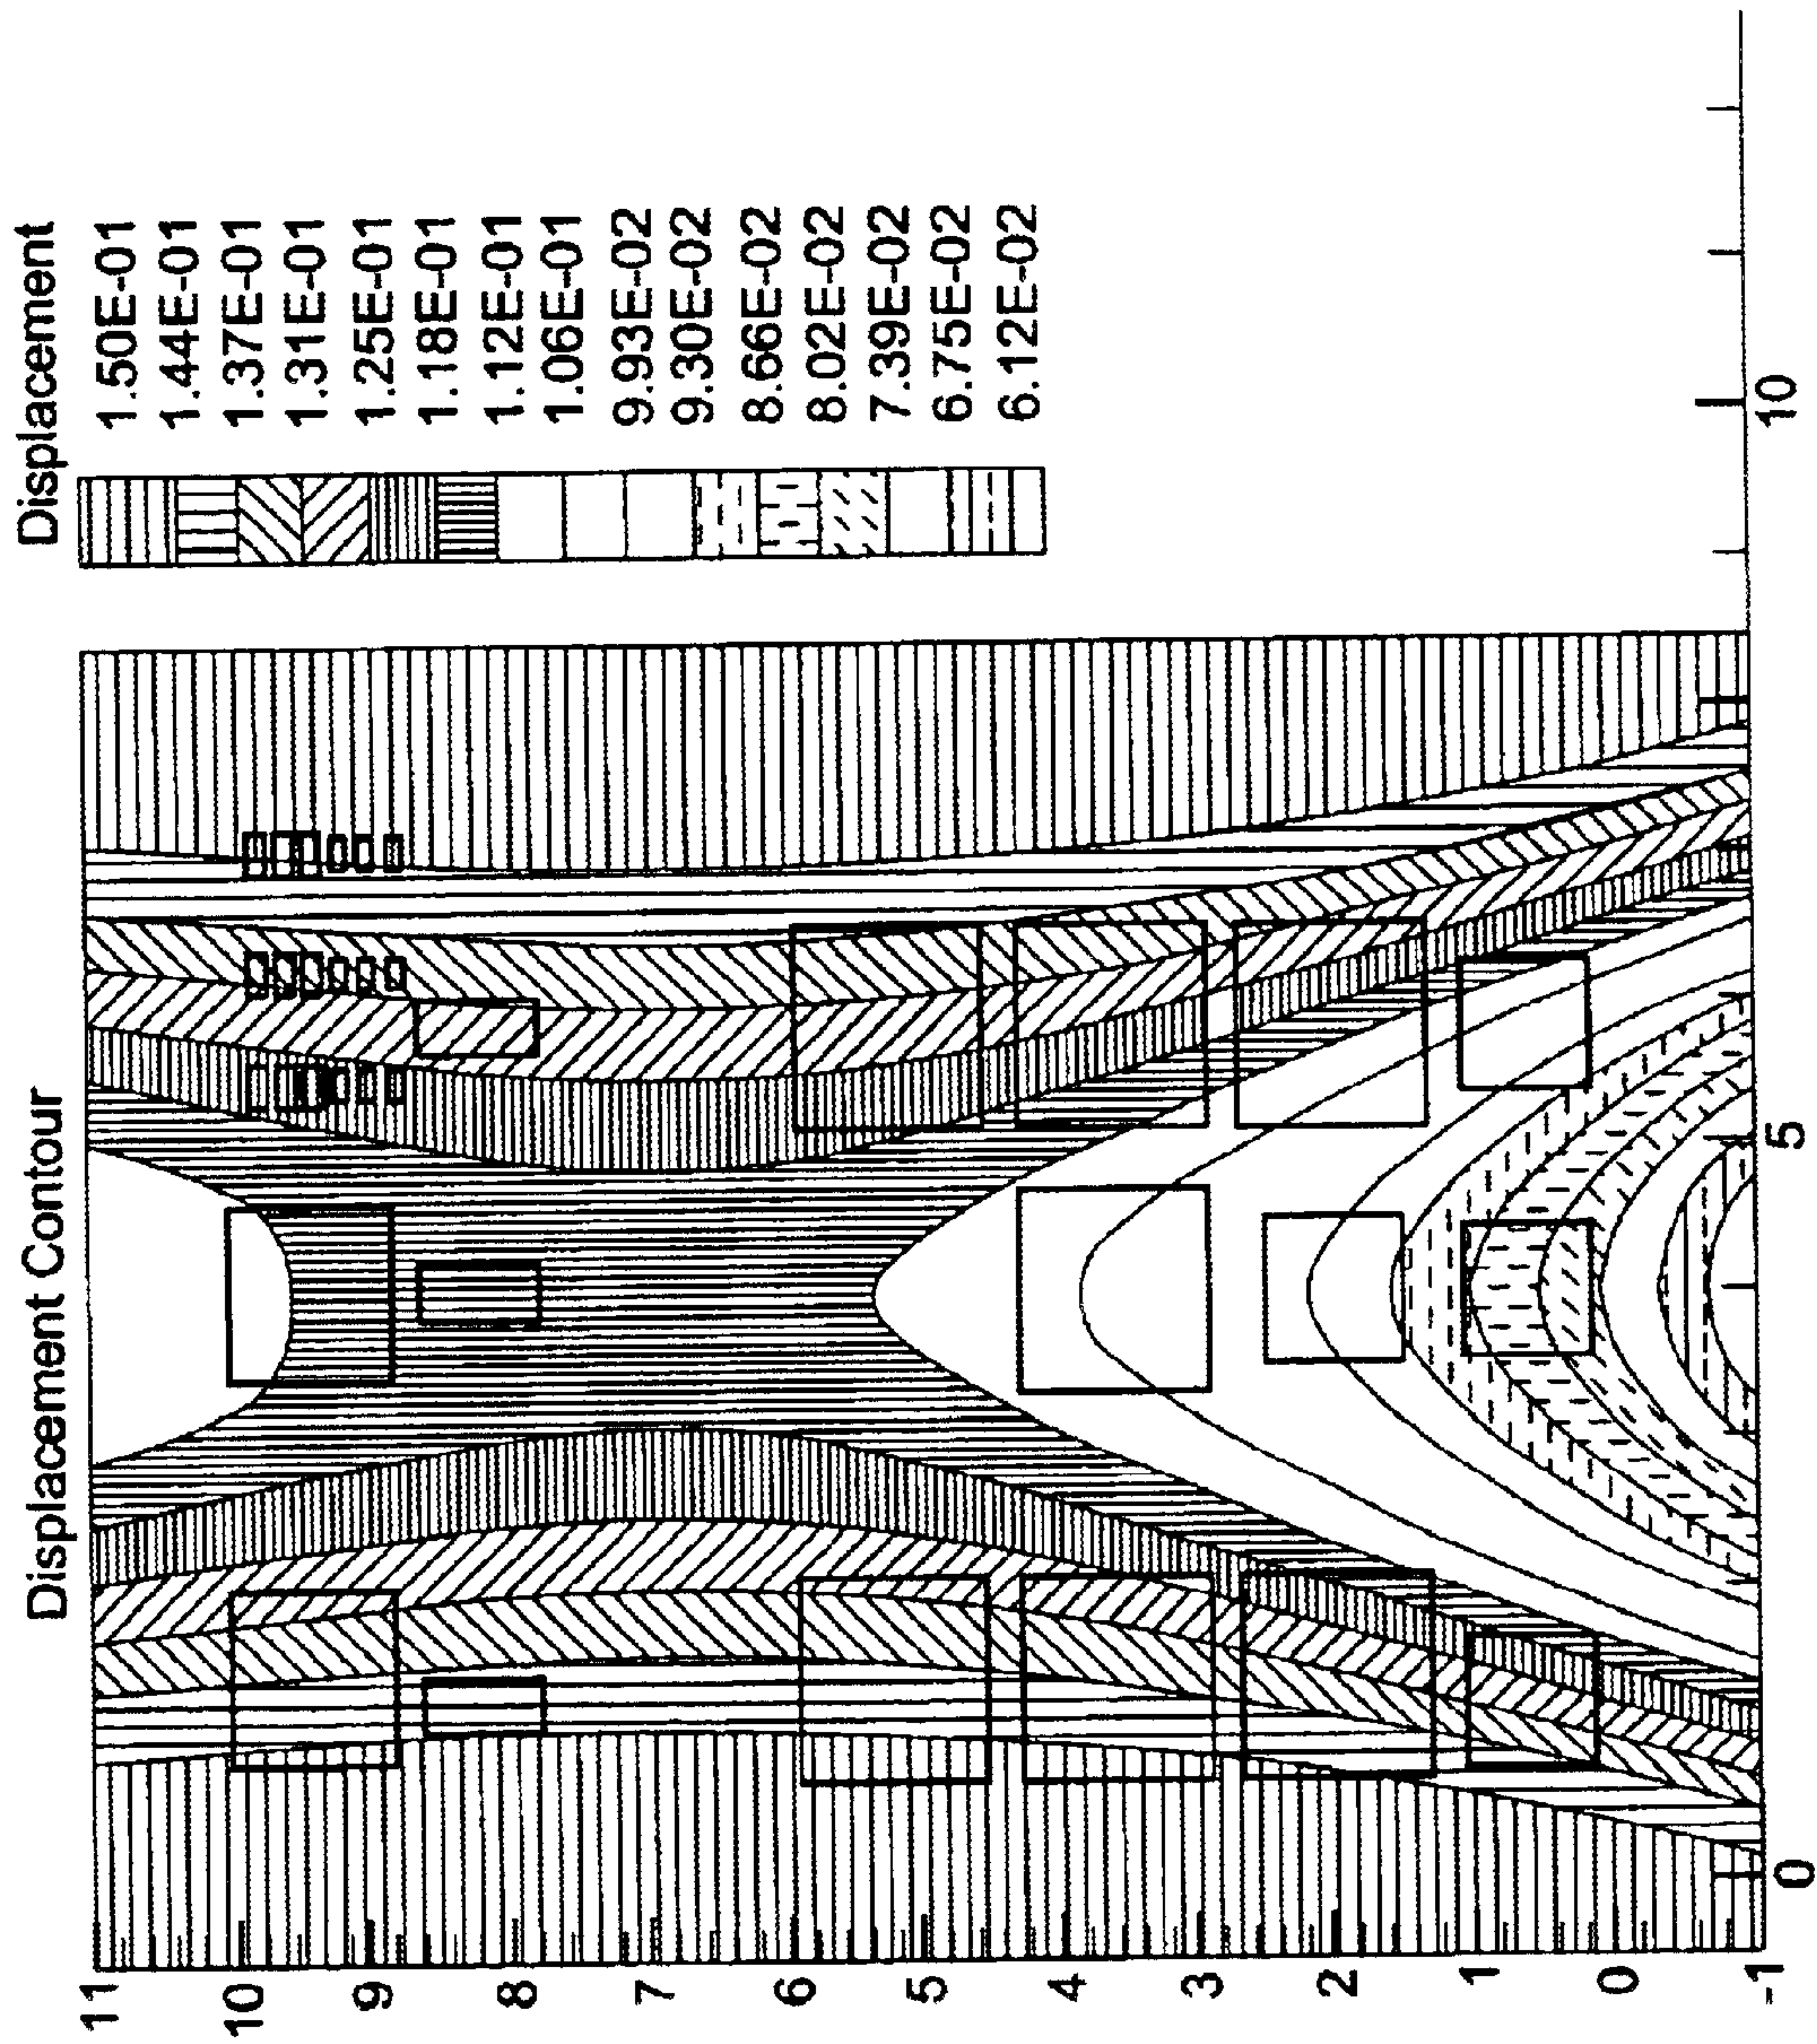 Displacement Contour
Displacement
1.50E-01
1.44E-01
1.37E-01
1.31E-01
1.25E-01
1.18E-01
1.12E-01
1.06E-01
9.93E-02
9.30E-02
8.66E-02
8.02E-02
7.39E-02
6.75E-02
6.12E-02
11
10
9
8
7
6
5
4
3
2
1
0
-1
0
5
10